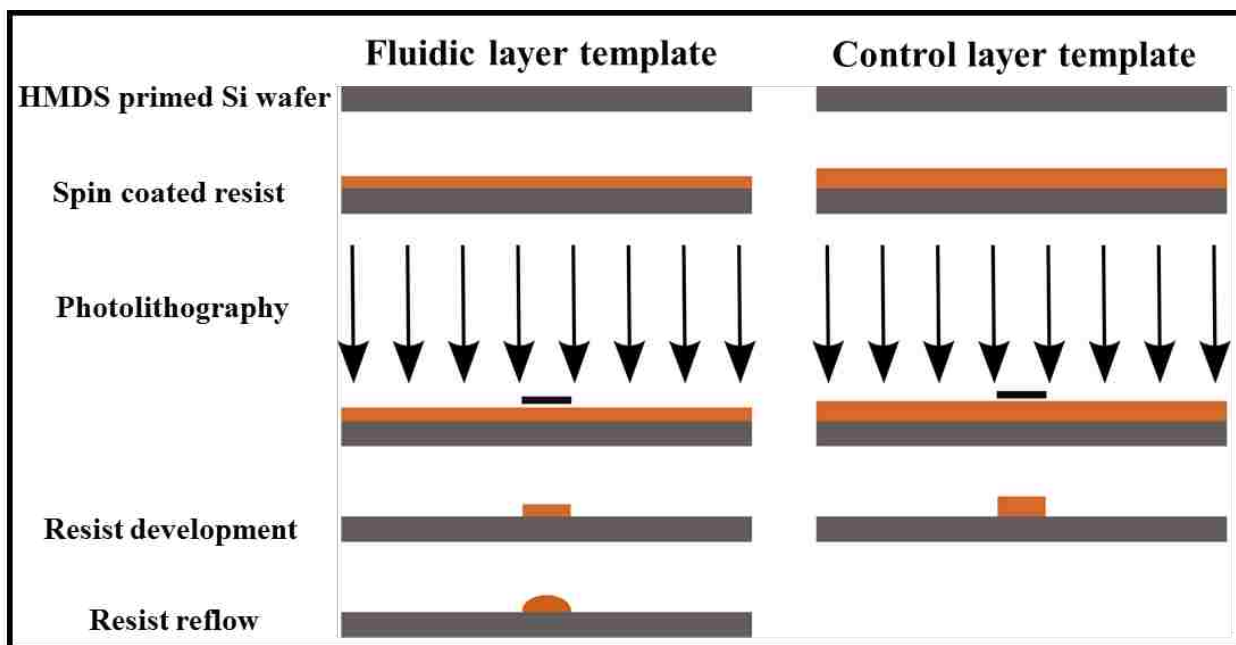 Fluidic layer template
Control layer template
HMDS primed Si wafer
Spin coated resist
Photolithography
Resist development
Resist reflow